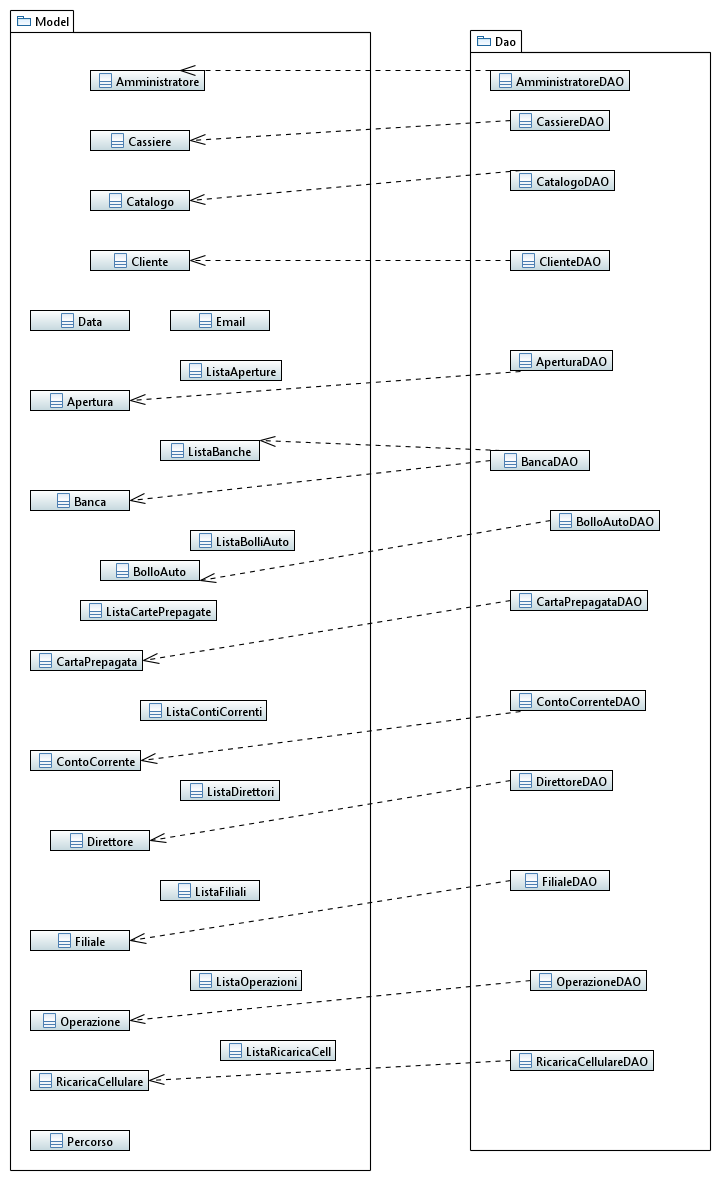 Model
Dao
Amministratore
AmministratoreDAO
Cassiere
CassiereDAO
Catalogo
CatalogoDAO
Cliente
ClienteDAO
Data
Email
ListaAperture
AperturaDAO
Apertura
ListaBanche
BancaDAO
Banca
BolloAutoDAO
ListaBolliAuto
BolloAuto
ListaCartePrepagate
CartaPrepagataDAO
CartaPrepagata
ListaContiCorrenti
ContoCorrenteDAO
ContoCorrente
ListaDirettori
DirettoreDAO
Direttore
ListaFiliali
FilialeDAO
Filiale
ListaOperazioni
OperazioneDAO
Operazione
ListaRicaricaCell
RicaricaCellulareDAO
RicaricaCellulare
Percorso